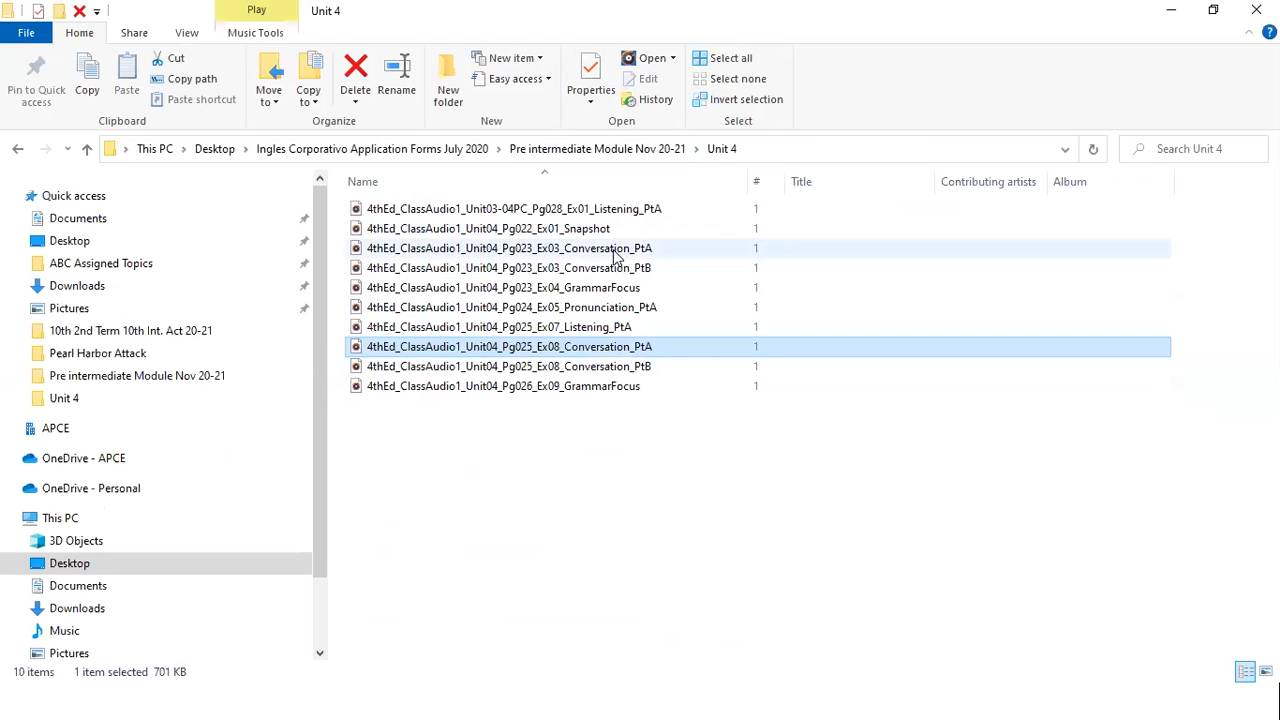 Play
Unit 4
File
Home
Share
View
Music Tools
Pin to Quick access
Copy
Paste
Cut
Copy path
Paste shortcut
Clipboard
Move to
Copy to
Delete
Rename
Organize
New folder
New item
Easy access
New
Properties
Open
Edit
History
Open
Select all
Select none
Invert selection
Select
This PC
Desktop
Ingles Corporativo Application Forms July 2020
Pre intermediate Module Nov 20-21
Unit 4
Search Unit 4
Quick access
Documents
Desktop
ABC Assigned Topics
Downloads
Pictures
10th 2nd Term 10th Int. Act 20-21
Pearl Harbor Attack
Pre intermediate Module Nov 20-21
Unit 4
APCE
OneDrive - APCE
OneDrive - Personal
This PC
3D Objects
Desktop
Documents
Downloads
Music
Pictures
Name # Title Contributing artists Album
4thEd_ClassAudio1_Unit03-04PC_Pg028_Ex01_Listening_PtA 1
4thEd_ClassAudio1_Unit04_Pg022_Ex01_Snapshot 1
4thEd_ClassAudio1_Unit04_Pg023_Ex03_Conversation_PtA 1
4thEd_ClassAudio1_Unit04_Pg023_Ex03_Conversation_PtB 1
4thEd_ClassAudio1_Unit04_Pg023_Ex04_GrammarFocus 1
4thEd_ClassAudio1_Unit04_Pg024_Ex05_Pronunciation_PtA 1
4thEd_ClassAudio1_Unit04_Pg025_Ex07_Listening_PtA 1
4thEd_ClassAudio1_Unit04_Pg025_Ex08_Conversation_PtA 1
4thEd_ClassAudio1_Unit04_Pg025_Ex08_Conversation_PtB 1
4thEd_ClassAudio1_Unit04_Pg026_Ex09_GrammarFocus 1
10 items 1 item selected 701 KB